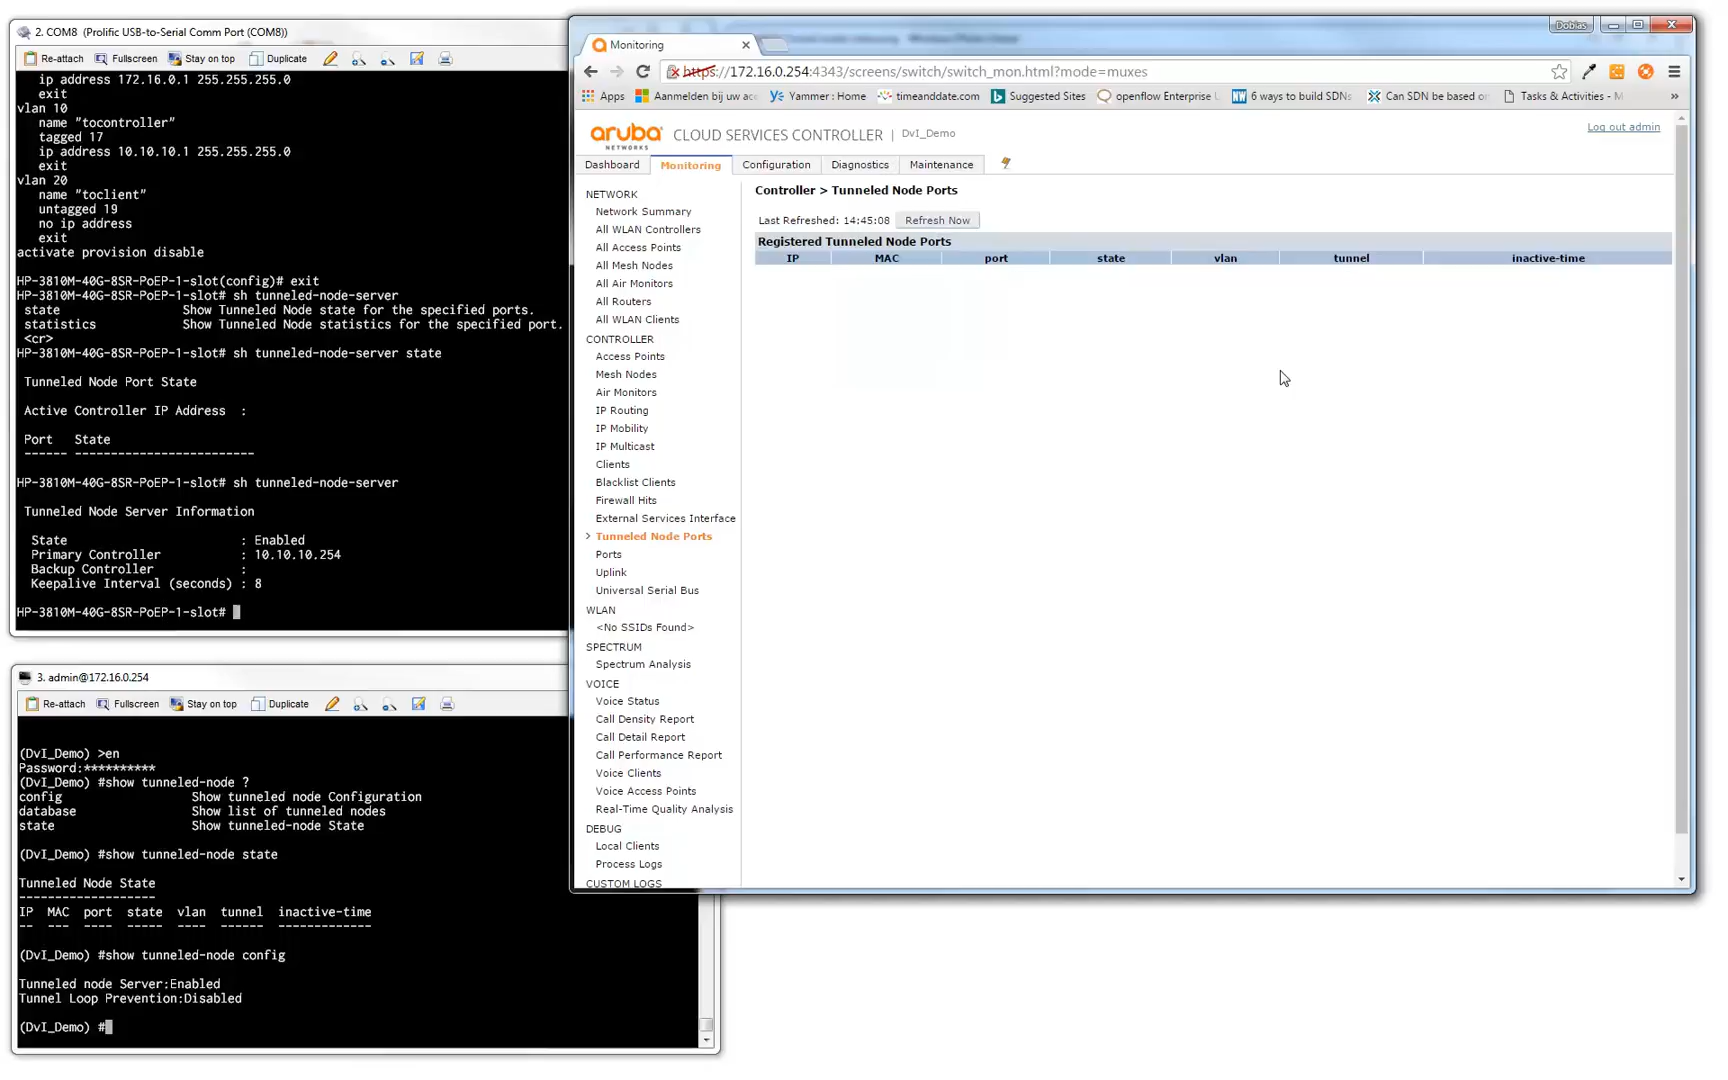 2. COM8 (Prolific USB-to-Serial Comm Port (COM8))
Re-attach Fullscreen Stay on top Duplicate
ip address 172.16.0.1 255.255.255.0
exit
vlan 10
name "tocontroller"
tagged 17
ip address 10.10.10.1 255.255.255.0
exit
vlan 20
name "toclient"
untagged 19
no ip address
exit
activate provision disable
HP-3810M-40G-8SR-PoEP-1-slot(config)# exit
HP-3810M-40G-8SR-PoEP-1-slot# sh tunneled-node-server
state Show Tunneled Node state for the specified ports.
statistics Show Tunneled Node statistics for the specified port.
<cr>
HP-3810M-40G-8SR-PoEP-1-slot# sh tunneled-node-server state
Tunneled Node Port State
Active Controller IP Address :
Port State
------ -------------------------
HP-3810M-40G-8SR-PoEP-1-slot# sh tunneled-node-server
Tunneled Node Server Information
State : Enabled
Primary Controller : 10.10.10.254
Backup Controller :
Keepalive Interval (seconds) : 8
HP-3810M-40G-8SR-PoEP-1-slot#
3. admin@172.16.0.254
Re-attach Fullscreen Stay on top Duplicate
(DvI_Demo) >en
Password:**********
(DvI_Demo) #show tunneled-node ?
config Show tunneled node Configuration
database Show list of tunneled nodes
state Show tunneled-node State
(DvI_Demo) #show tunneled-node state
Tunneled Node State
-------------------
IP MAC port state vlan tunnel inactive-time
-- --- ---- ----- ---- ------ -------------
(DvI_Demo) #show tunneled-node config
Tunneled node Server:Enabled
Tunnel Loop Prevention:Disabled
(DvI_Demo) #
Dobias
Monitoring
https://172.16.0.254:4343/screens/switch/switch_mon.html?mode=muxes
Apps Aanmelden bij uw ac Yammer : Home timeanddate.com Suggested Sites openflow Enterprise 6 ways to build SDNs Can SDN be based on Tasks & Activities - M »
aruba NETWORKS CLOUD SERVICES CONTROLLER | DvI_Demo
Log out admin
Dashboard Monitoring Configuration Diagnostics Maintenance
NETWORK
Network Summary
All WLAN Controllers
All Access Points
All Mesh Nodes
All Air Monitors
All Routers
All WLAN Clients
CONTROLLER
Access Points
Mesh Nodes
Air Monitors
IP Routing
IP Mobility
IP Multicast
Clients
Blacklist Clients
Firewall Hits
External Services Interface
> Tunneled Node Ports
Ports
Uplink
Universal Serial Bus
WLAN
<No SSIDs Found>
SPECTRUM
Spectrum Analysis
VOICE
Voice Status
Call Density Report
Call Detail Report
Call Performance Report
Voice Clients
Voice Access Points
Real-Time Quality Analysis
DEBUG
Local Clients
Process Logs
CUSTOM LOGS
Controller > Tunneled Node Ports
Last Refreshed: 14:45:08 Refresh Now
Registered Tunneled Node Ports
IP MAC port state vlan tunnel inactive-time